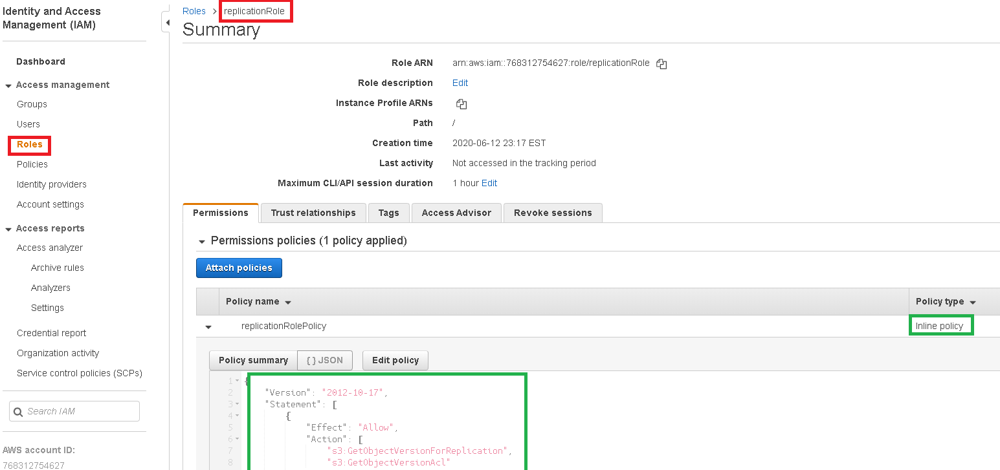 Identity and Access
Management (IAM)
Dashboard
Access management
Groups
Users
Roles
Policies
Identity providers
Account settings
Access reports
Access analyzer
Archive rules
Analyzers
Settings
Credential report
Organization activity
Service control policies (SCPs)
Search IAM
AWS account ID:
768312754627
Roles > replicationRole
Summary
Role ARN arn:aws:iam::768312754627:role/replicationRole
Role description Edit
Instance Profile ARNs
Path /
Creation time 2020-06-12 23:17 EST
Last activity Not accessed in the tracking period
Maximum CLI/API session duration 1 hour Edit
Permissions Trust relationships Tags Access Advisor Revoke sessions
Permissions policies (1 policy applied)
Attach policies
Policy name Policy type
replicationRolePolicy Inline policy
Policy summary { } JSON Edit policy
1 {
2 "Version": "2012-10-17",
3 "Statement": [
4 {
5 "Effect": "Allow",
6 "Action": [
7 "s3:GetObjectVersionForReplication",
8 "s3:GetObjectVersionAcl"